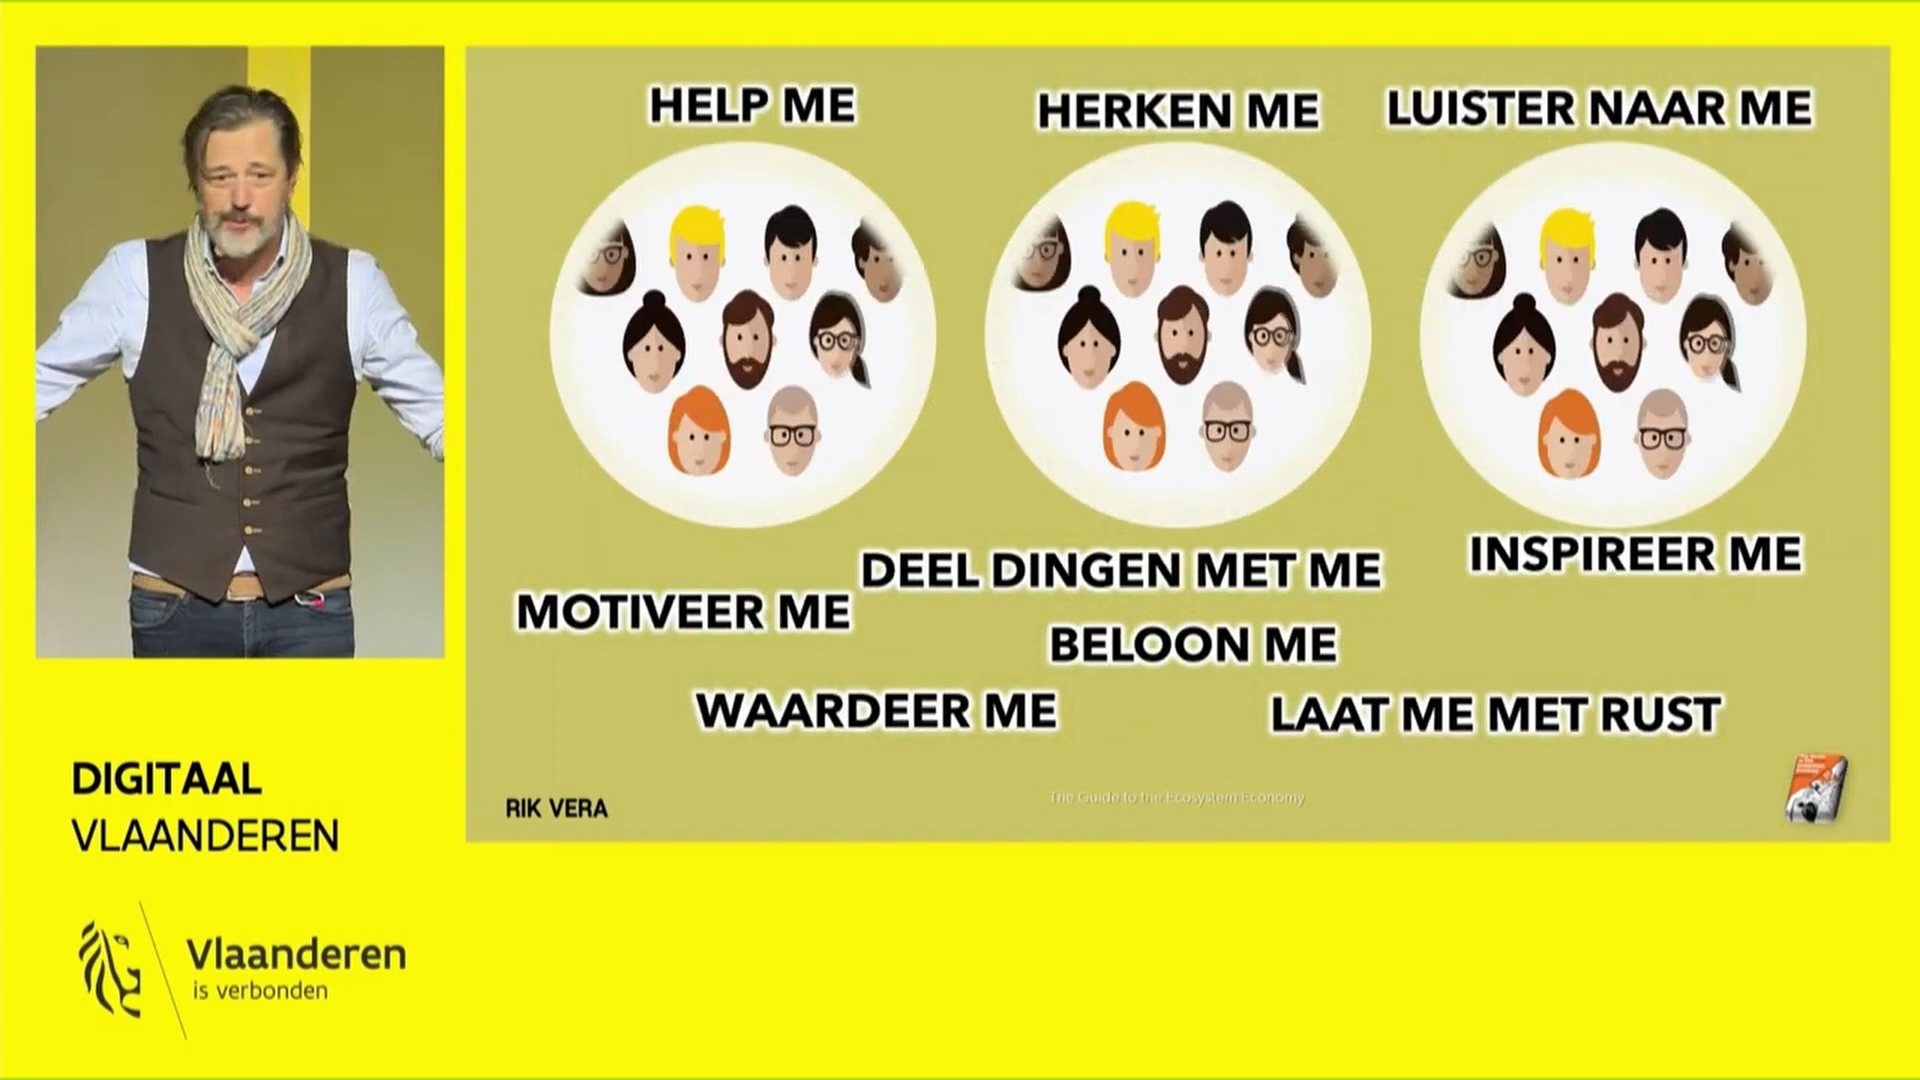 HELP ME
HERKEN ME
LUISTER NAAR ME
INSPIREER ME
DEEL DINGEN MET ME
MOTIVEER ME
BELOON ME
WAARDEER ME
LAAT ME MET RUST
RIK VERA
The Guide to the Ecosystem Economy
DIGITAAL
VLAANDEREN
Vlaanderen
is verbonden